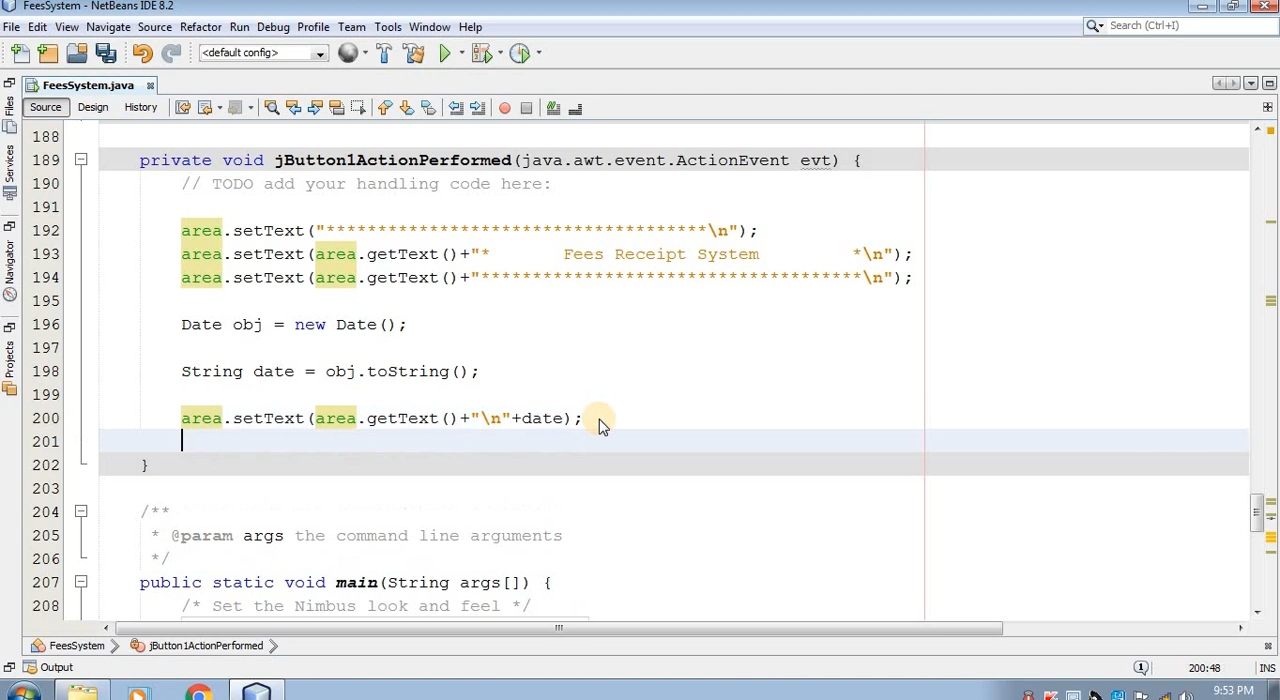 FeesSystem - NetBeans IDE 8.2
File Edit View Navigate Source Refactor Run Debug Profile Team Tools Window Help
Search (Ctrl+I)
<default config>
FeesSystem.java
Source Design History
Files
Services
Navigator
Projects
188
189 private void jButton1ActionPerformed(java.awt.event.ActionEvent evt) {
190 // TODO add your handling code here:
191
192 area.setText("*************************************\n");
193 area.setText(area.getText()+"*       Fees Receipt System         *\n");
194 area.setText(area.getText()+"*************************************\n");
195
196 Date obj = new Date();
197
198 String date = obj.toString();
199
200 area.setText(area.getText()+"\n"+date);
201
202 }
203
204 /**
205 * @param args the command line arguments
206 */
207 public static void main(String args[]) {
208 /* Set the Nimbus look and feel */
FeesSystem jButton1ActionPerformed
Output
1 200:48 INS
9:53 PM